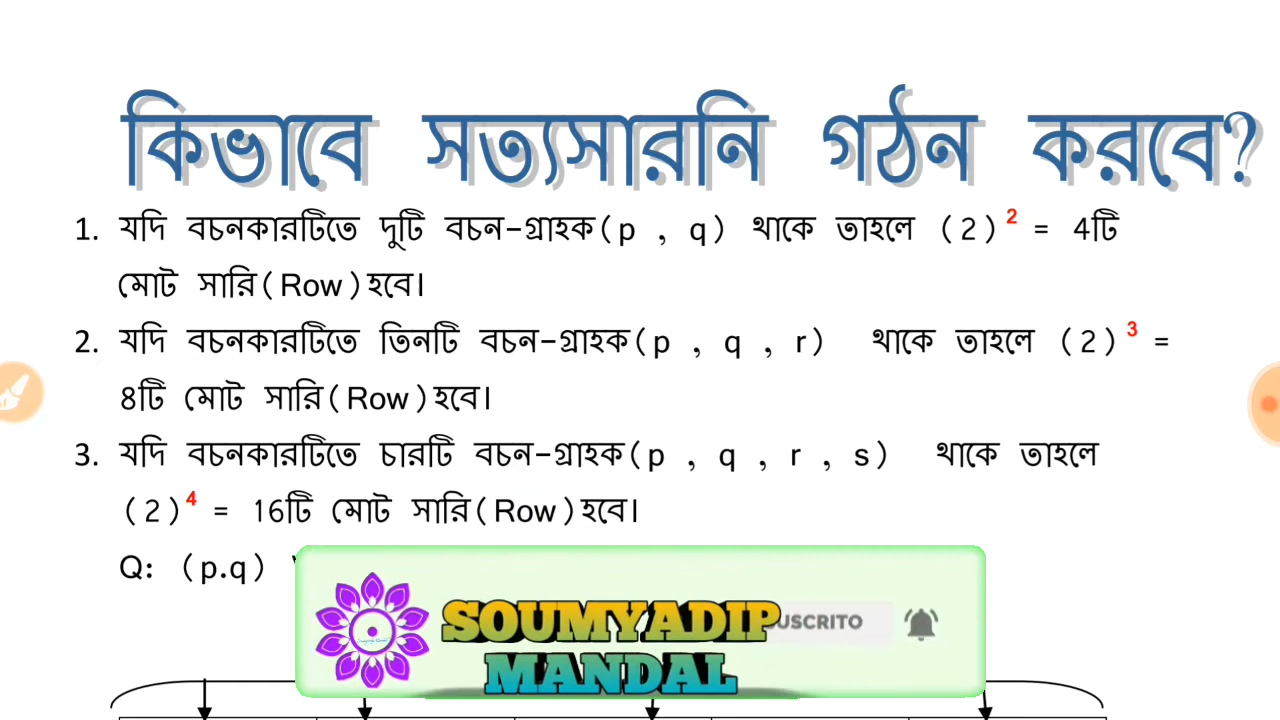 কিভাবে সত্যসারনি গঠন করবে?
1. যদি বচনকারটিতে দুটি বচন-গ্রাহক(p , q) থাকে তাহলে (2)² = 4টি
মোট সারি(Row)হবে।
2. যদি বচনকারটিতে তিনটি বচন-গ্রাহক(p , q , r) থাকে তাহলে (2)³ =
8টি মোট সারি(Row)হবে।
3. যদি বচনকারটিতে চারটি বচন-গ্রাহক(p , q , r , s) থাকে তাহলে
(2)⁴ = 16টি মোট সারি(Row)হবে।
Q: (p.q)
SOUMYADIP
MANDAL